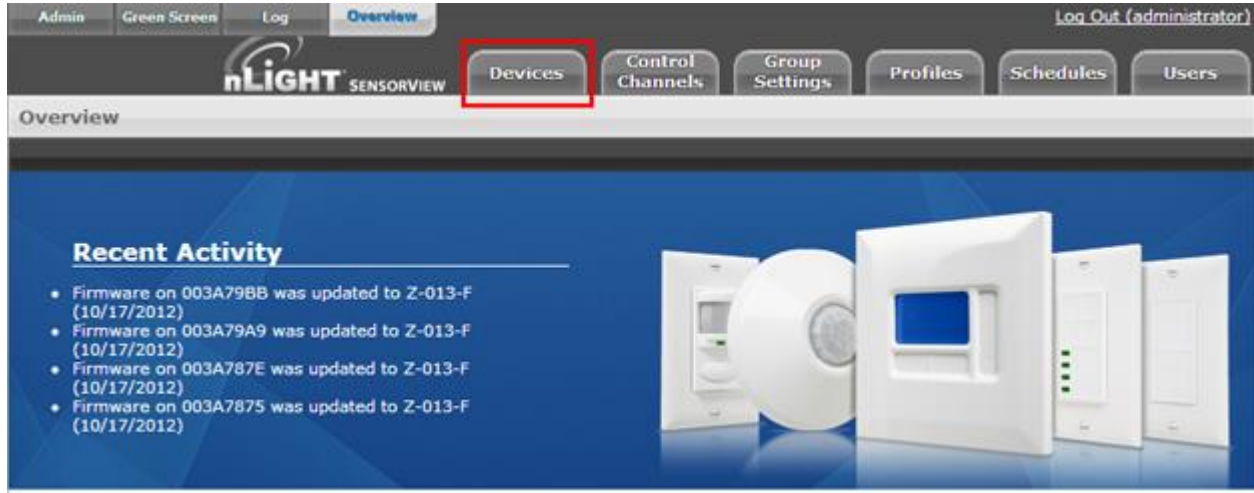 Admin Green Screen Log Overview Log Out (administrator)
nLIGHT SENSORVIEW Devices Control Channels Group Settings Profiles Schedules Users
Overview
Recent Activity
• Firmware on 003A79BB was updated to Z-013-F
(10/17/2012)
• Firmware on 003A79A9 was updated to Z-013-F
(10/17/2012)
• Firmware on 003A787E was updated to Z-013-F
(10/17/2012)
• Firmware on 003A7875 was updated to Z-013-F
(10/17/2012)